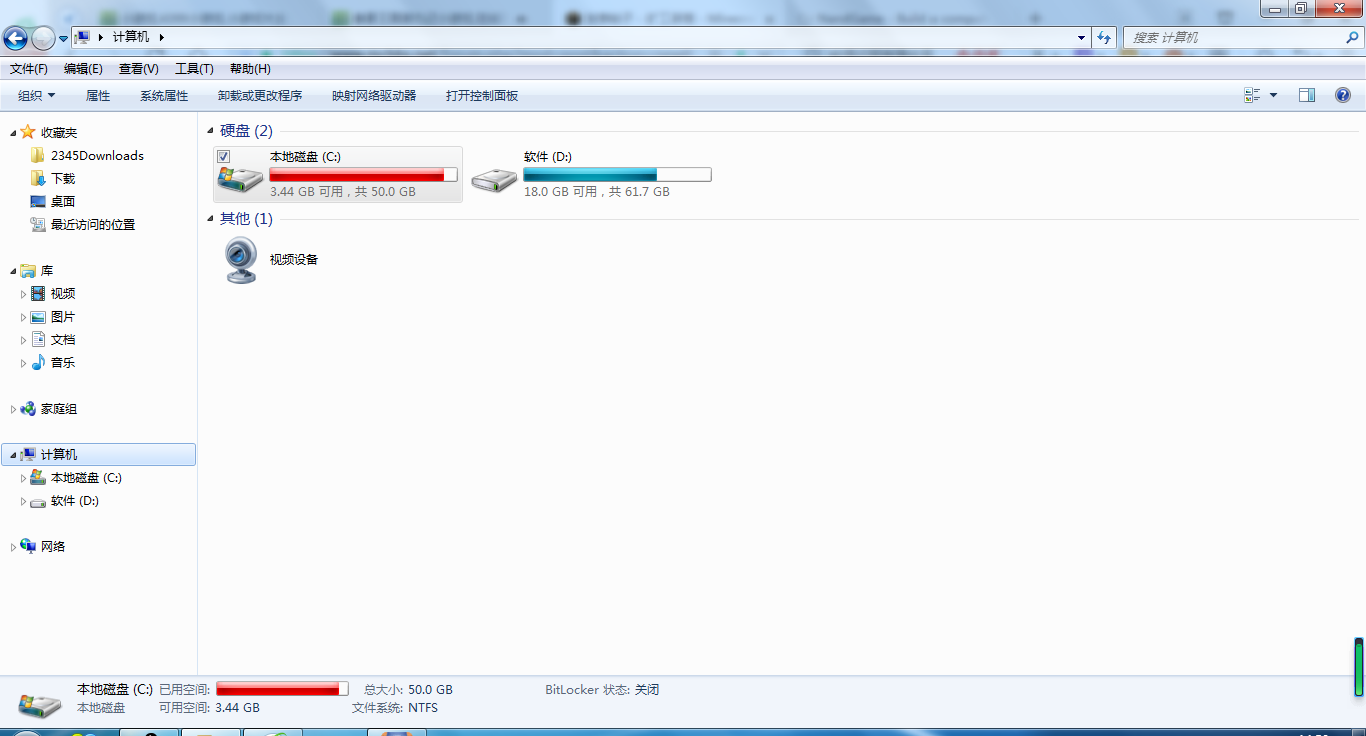 计算机
搜索 计算机
文件(F) 编辑(E) 查看(V) 工具(T) 帮助(H)
组织 属性 系统属性 卸载或更改程序 映射网络驱动器 打开控制面板
收藏夹
2345Downloads
下载
桌面
最近访问的位置
库
视频
图片
文档
音乐
家庭组
计算机
本地磁盘 (C:)
软件 (D:)
网络
硬盘 (2)
本地磁盘 (C:)
3.44 GB 可用，共 50.0 GB
软件 (D:)
18.0 GB 可用，共 61.7 GB
其他 (1)
视频设备
本地磁盘 (C:) 已用空间: 总大小: 50.0 GB BitLocker 状态: 关闭
本地磁盘 可用空间: 3.44 GB 文件系统: NTFS